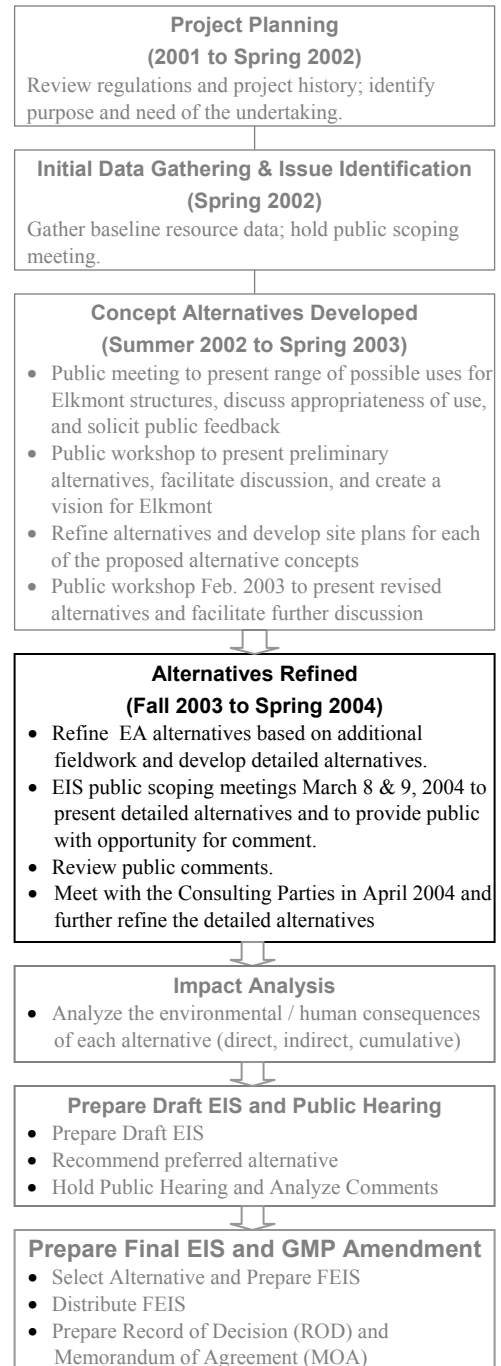 Project Planning
(2001 to Spring 2002)
Review regulations and project history; identify
purpose and need of the undertaking.
Initial Data Gathering & Issue Identification
(Spring 2002)
Gather baseline resource data; hold public scoping
meeting.
Concept Alternatives Developed
(Summer 2002 to Spring 2003)
• Public meeting to present range of possible uses for
Elkmont structures, discuss appropriateness of use,
and solicit public feedback
• Public workshop to present preliminary
alternatives, facilitate discussion, and create a
vision for Elkmont
• Refine alternatives and develop site plans for each
of the proposed alternative concepts
• Public workshop Feb. 2003 to present revised
alternatives and facilitate further discussion
Alternatives Refined
(Fall 2003 to Spring 2004)
• Refine EA alternatives based on additional
fieldwork and develop detailed alternatives.
• EIS public scoping meetings March 8 & 9, 2004 to
present detailed alternatives and to provide public
with opportunity for comment.
• Review public comments.
• Meet with the Consulting Parties in April 2004 and
further refine the detailed alternatives
Impact Analysis
• Analyze the environmental / human consequences
of each alternative (direct, indirect, cumulative)
Prepare Draft EIS and Public Hearing
• Prepare Draft EIS
• Recommend preferred alternative
• Hold Public Hearing and Analyze Comments
Prepare Final EIS and GMP Amendment
• Select Alternative and Prepare FEIS
• Distribute FEIS
• Prepare Record of Decision (ROD) and
Memorandum of Agreement (MOA)